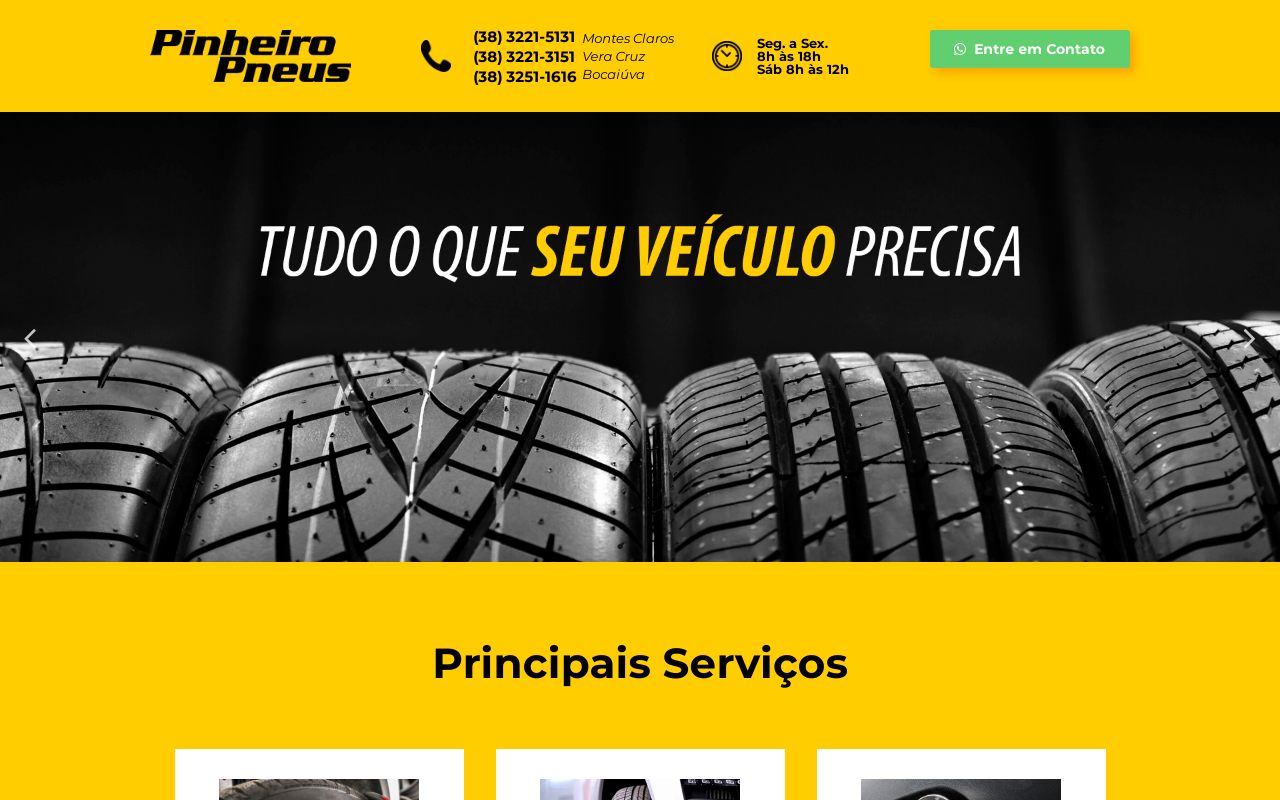 Pinheiro
Pneus
(38) 3221-5131 Montes Claros
(38) 3221-3151 Vera Cruz
(38) 3251-1616 Bocaiúva
Seg. a Sex.
8h às 18h
Sáb 8h às 12h
Entre em Contato
TUDO O QUE SEU VEÍCULO PRECISA
Principais Serviços